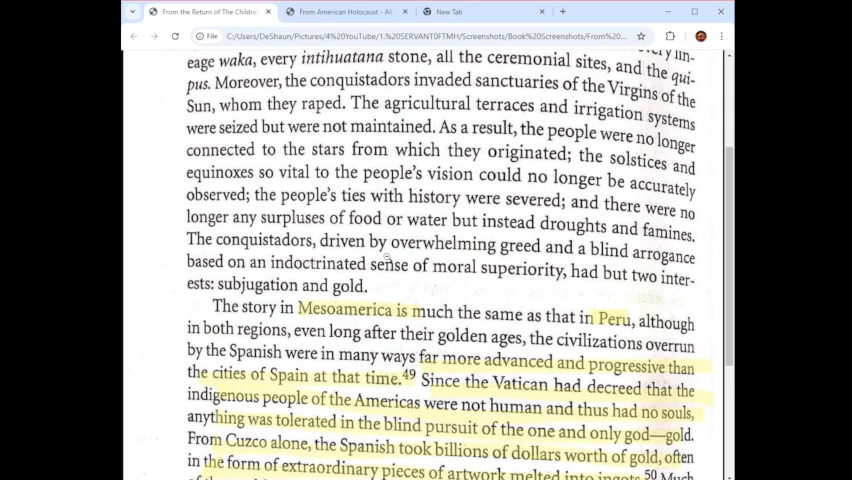 From the Return of The Childre
From American Holocaust - Al
New Tab
File C:/Users/DeShaun/Pictures/4%20YouTube/1.%20SERVANT0FTMH/Screenshots/Book%20Screenshots/From%20...
every lin-
eage waka, every intihuatana stone, all the ceremonial sites, and the qui-
pus. Moreover, the conquistadors invaded sanctuaries of the Virgins of the
Sun, whom they raped. The agricultural terraces and irrigation systems
were seized but were not maintained. As a result, the people were no longer
connected to the stars from which they originated; the solstices and
equinoxes so vital to the people's vision could no longer be accurately
observed; the people's ties with history were severed; and there were no
longer any surpluses of food or water but instead droughts and famines.
The conquistadors, driven by overwhelming greed and a blind arrogance
based on an indoctrinated sense of moral superiority, had but two inter-
ests: subjugation and gold.
The story in Mesoamerica is much the same as that in Peru, although
in both regions, even long after their golden ages, the civilizations overrun
by the Spanish were in many ways far more advanced and progressive than
the cities of Spain at that time.49 Since the Vatican had decreed that the
indigenous people of the Americas were not human and thus had no souls,
anything was tolerated in the blind pursuit of the one and only god—gold.
From Cuzco alone, the Spanish took billions of dollars worth of gold, often
in the form of extraordinary pieces of artwork melted into ingots.50 Much